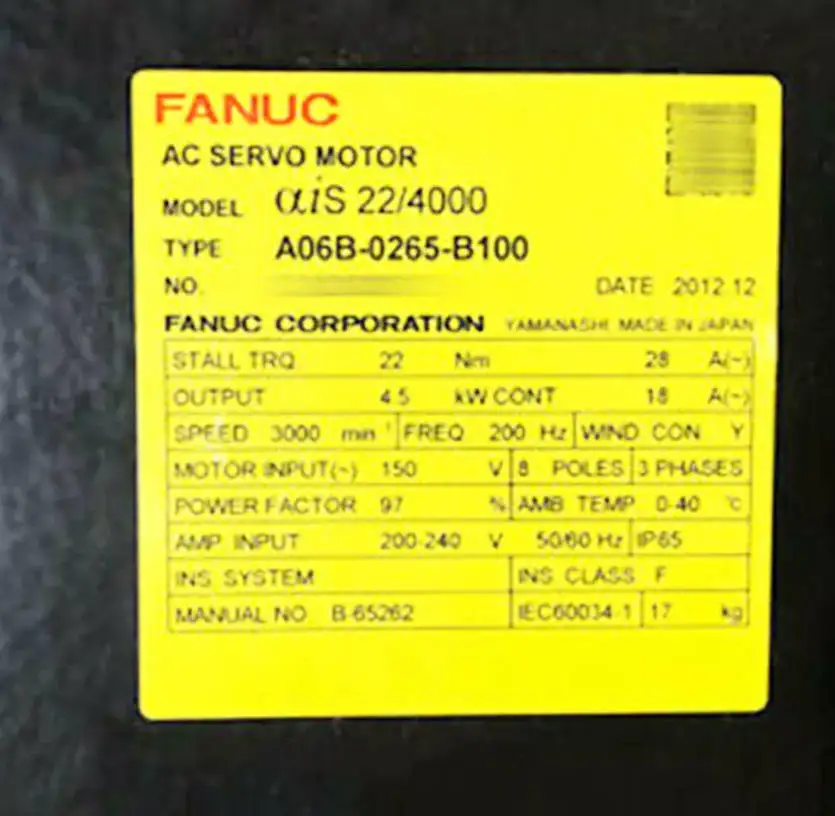 FANUC
AC SERVO MOTOR
MODEL αiS 22/4000
TYPE A06B-0265-B100
NO.
DATE 2012.12
FANUC CORPORATION YAMANASHI MADE IN JAPAN
STALL TRQ 22 Nm 28 A(~)
OUTPUT 4.5 kW CONT 18 A(~)
SPEED 3000 min⁻¹ FREQ 200 Hz WIND CON Y
MOTOR INPUT(~) 150 V 8 POLES 3 PHASES
POWER FACTOR 97 % AMB TEMP 0-40 °C
AMP INPUT 200-240 V 50/60 Hz IP65
INS SYSTEM INS CLASS F
MANUAL NO. B-65262 IEC60034-1 17 kg